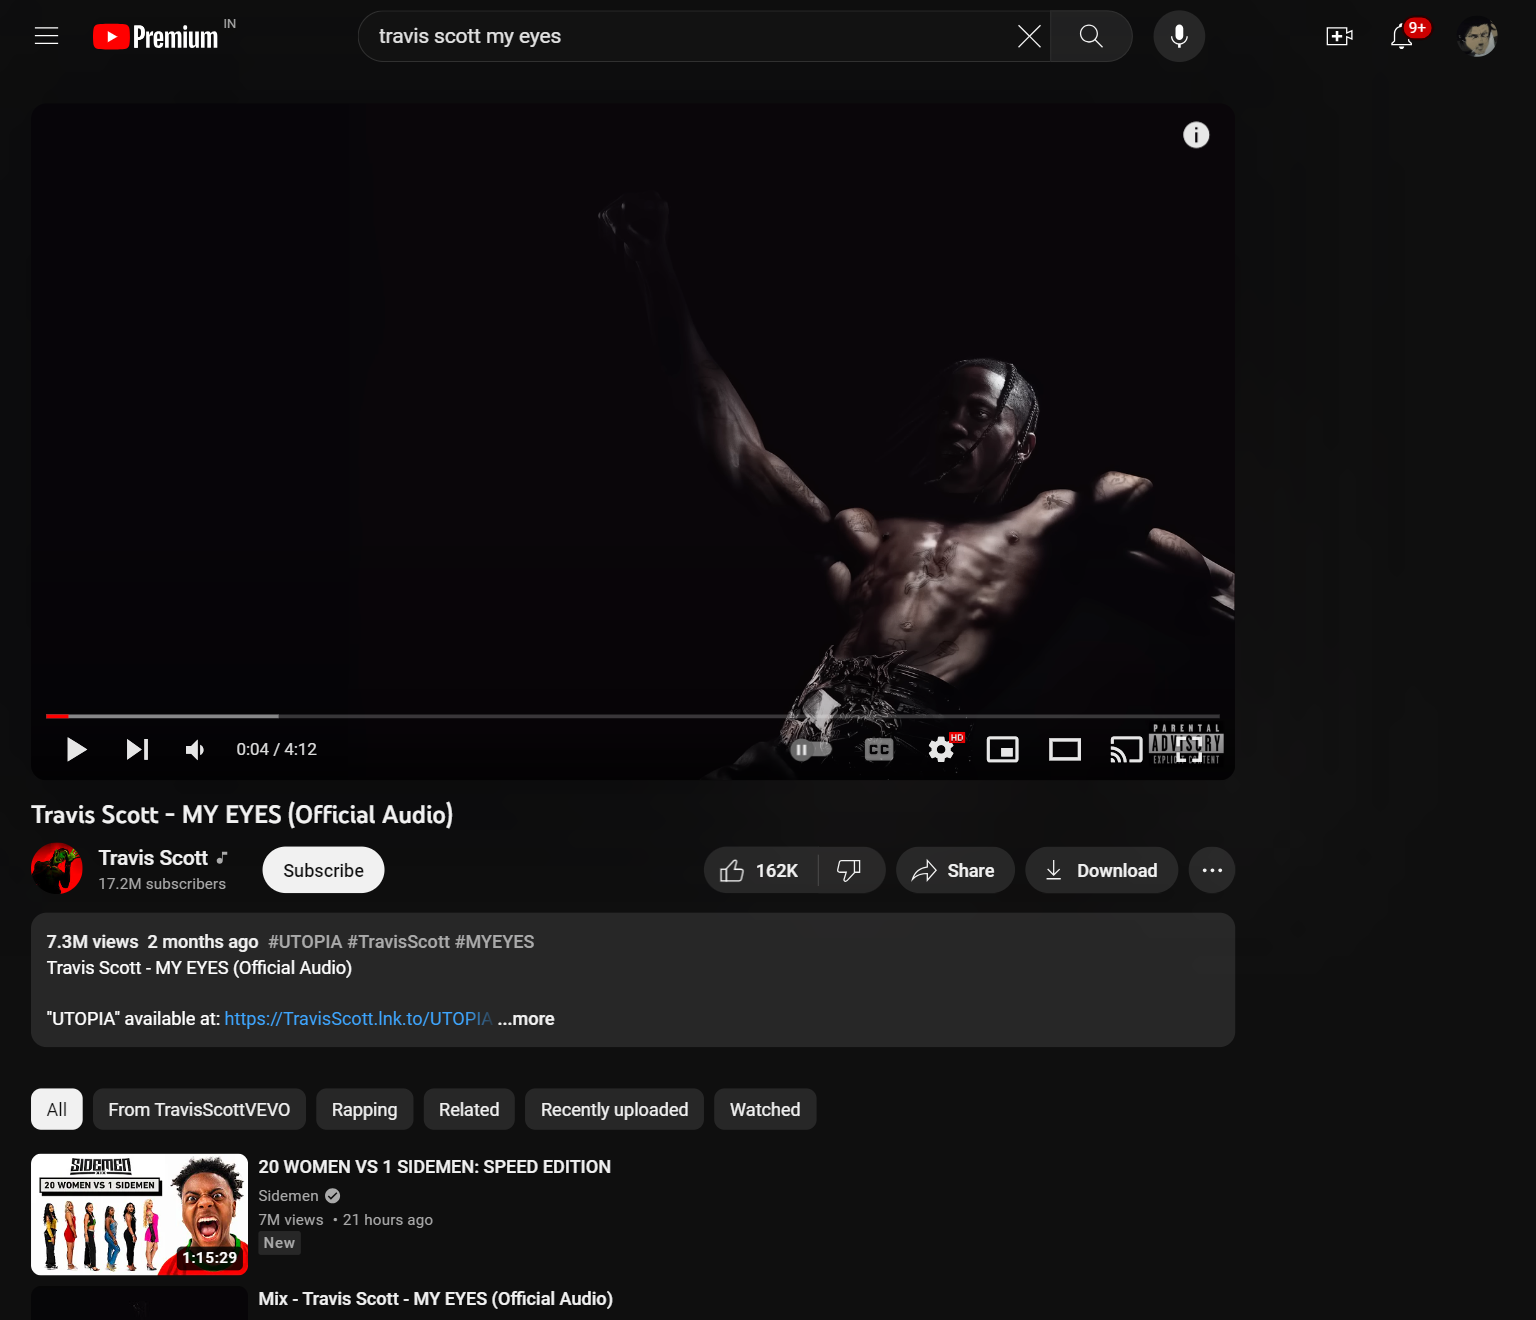 Premium IN
travis scott my eyes
9+
PARENTAL
ADVISORY
EXPLICIT CONTENT
0:04 / 4:12
CC
HD
Travis Scott - MY EYES (Official Audio)
Travis Scott
17.2M subscribers
Subscribe
162K
Share
Download
7.3M views 2 months ago #UTOPIA #TravisScott #MYEYES
Travis Scott - MY EYES (Official Audio)
"UTOPIA" available at: https://TravisScott.lnk.to/UTOPIA ...more
All
From TravisScottVEVO
Rapping
Related
Recently uploaded
Watched
SIDEMEN
20 WOMEN VS 1 SIDEMEN
1:15:29
20 WOMEN VS 1 SIDEMEN: SPEED EDITION
Sidemen
7M views • 21 hours ago
New
Mix - Travis Scott - MY EYES (Official Audio)